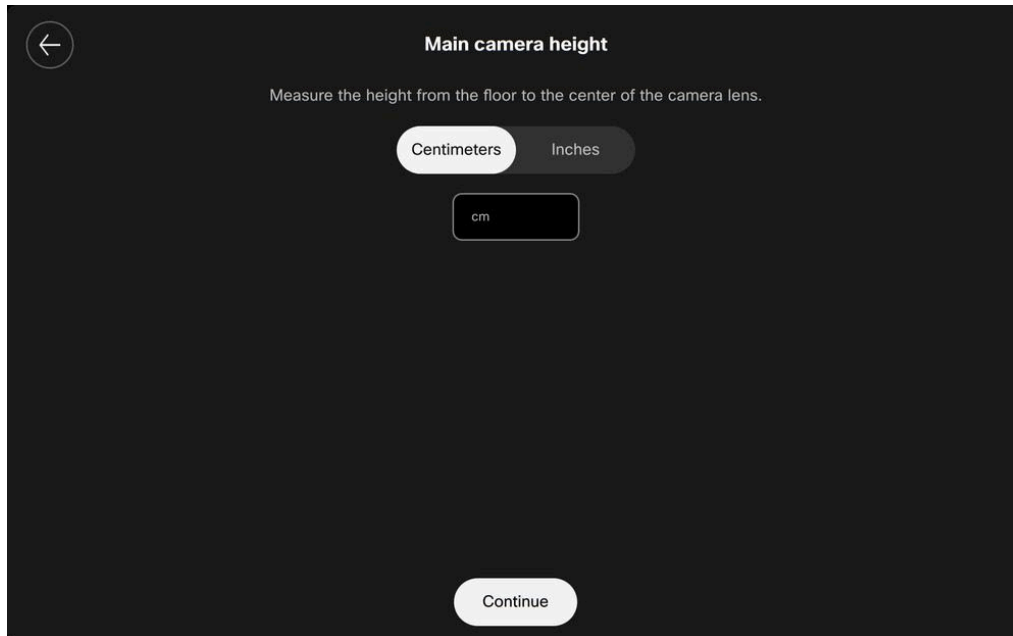 Main camera height
Measure the height from the floor to the center of the camera lens.
Centimeters Inches
cm
Continue